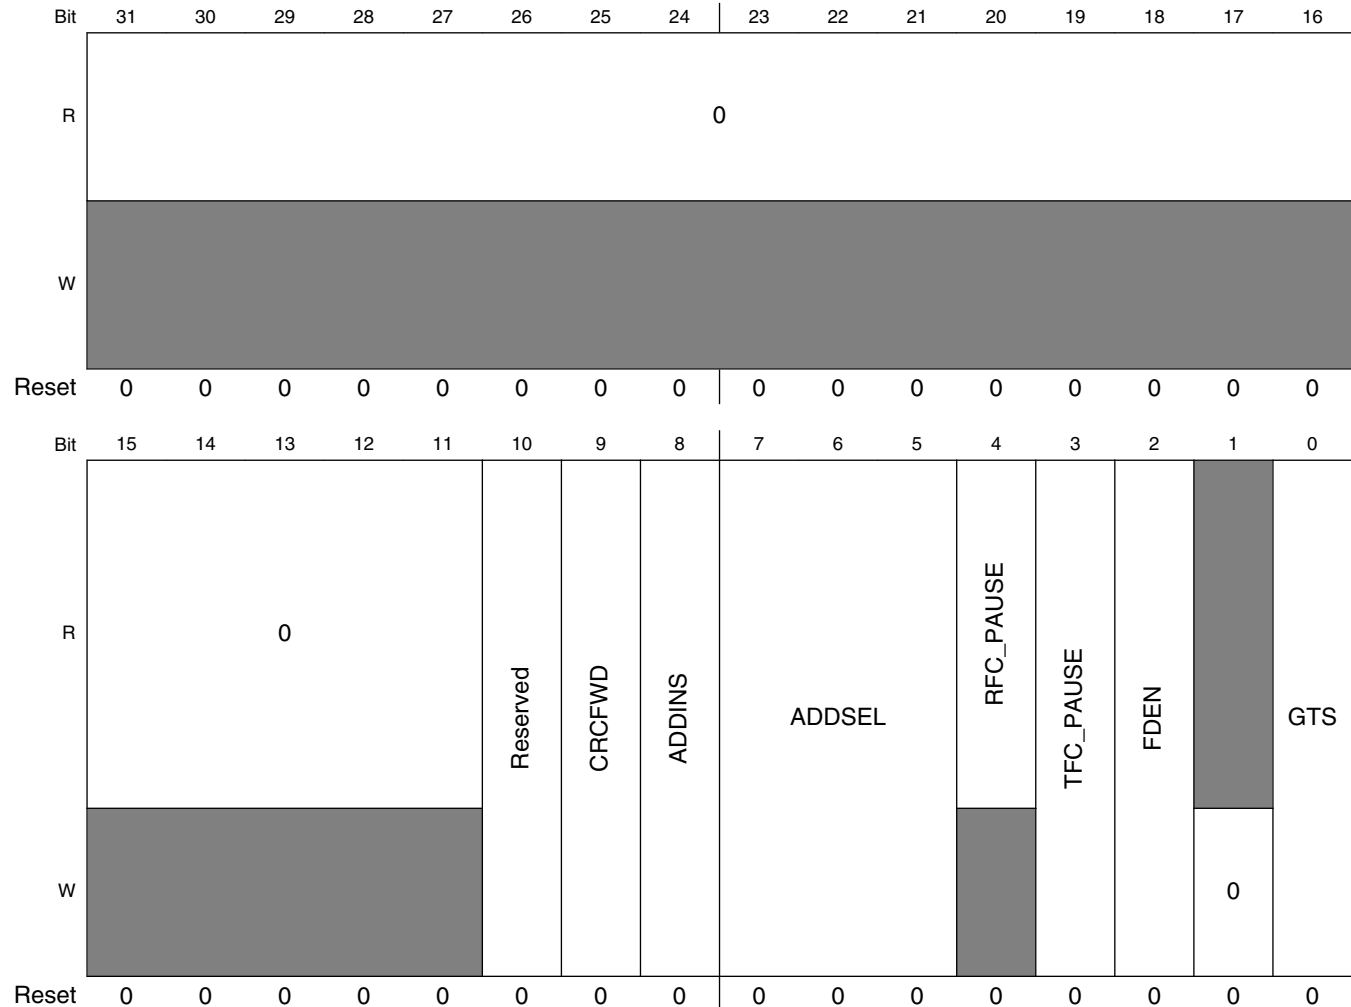 Bit 31 30 29 28 27 26 25 24 23 22 21 20 19 18 17 16
R 0
W
Reset 0 0 0 0 0 0 0 0 0 0 0 0 0 0 0 0
Bit 15 14 13 12 11 10 9 8 7 6 5 4 3 2 1 0
R 0 Reserved CRCFWD ADDINS ADDSEL RFC_PAUSE TFC_PAUSE FDEN GTS
W 0
Reset 0 0 0 0 0 0 0 0 0 0 0 0 0 0 0 0